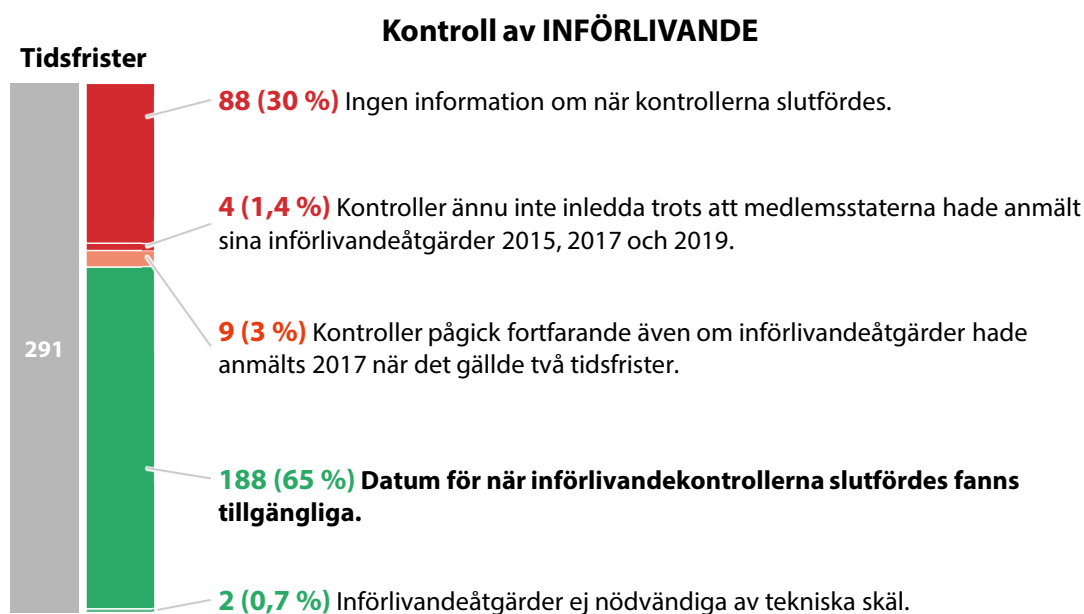 Kontroll av INFÖRLIVANDE
Tidsfrister
88 (30 %) Ingen information om när kontrollerna slutfördes.
4 (1,4 %) Kontroller ännu inte inledda trots att medlemsstaterna hade anmält
sina införlivandeåtgärder 2015, 2017 och 2019.
9 (3 %) Kontroller pågick fortfarande även om införlivandeåtgärder hade
anmälts 2017 när det gällde två tidsfrister.
291
188 (65 %) Datum för när införlivandekontrollerna slutfördes fanns
tillgängliga.
2 (0,7 %) Införlivandeåtgärder ej nödvändiga av tekniska skäl.